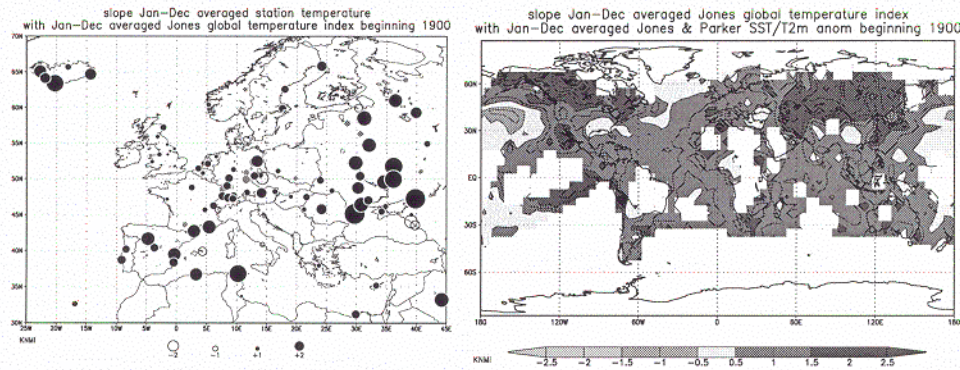 slope Jan-Dec averaged station temperature
with Jan-Dec averaged Jones global temperature index beginning 1900
70N
65N
60N
55N
50N
45N
40N
35N
30N
25W 20W 15W 10W 5W 0 5E 10E 15E 20E 25E 30E 35E 40E 45E
KNMI
-2 -1 +1 +2
slope Jan-Dec averaged Jones global temperature index
with Jan-Dec averaged Jones & Parker SST/T2m anom beginning 1900
60N
30N
EQ
30S
60S
180 120W 60W 0 60E 120E 180
KNMI
-2.5 -2 -1.5 -1 -0.5 0.5 1 1.5 2 2.5